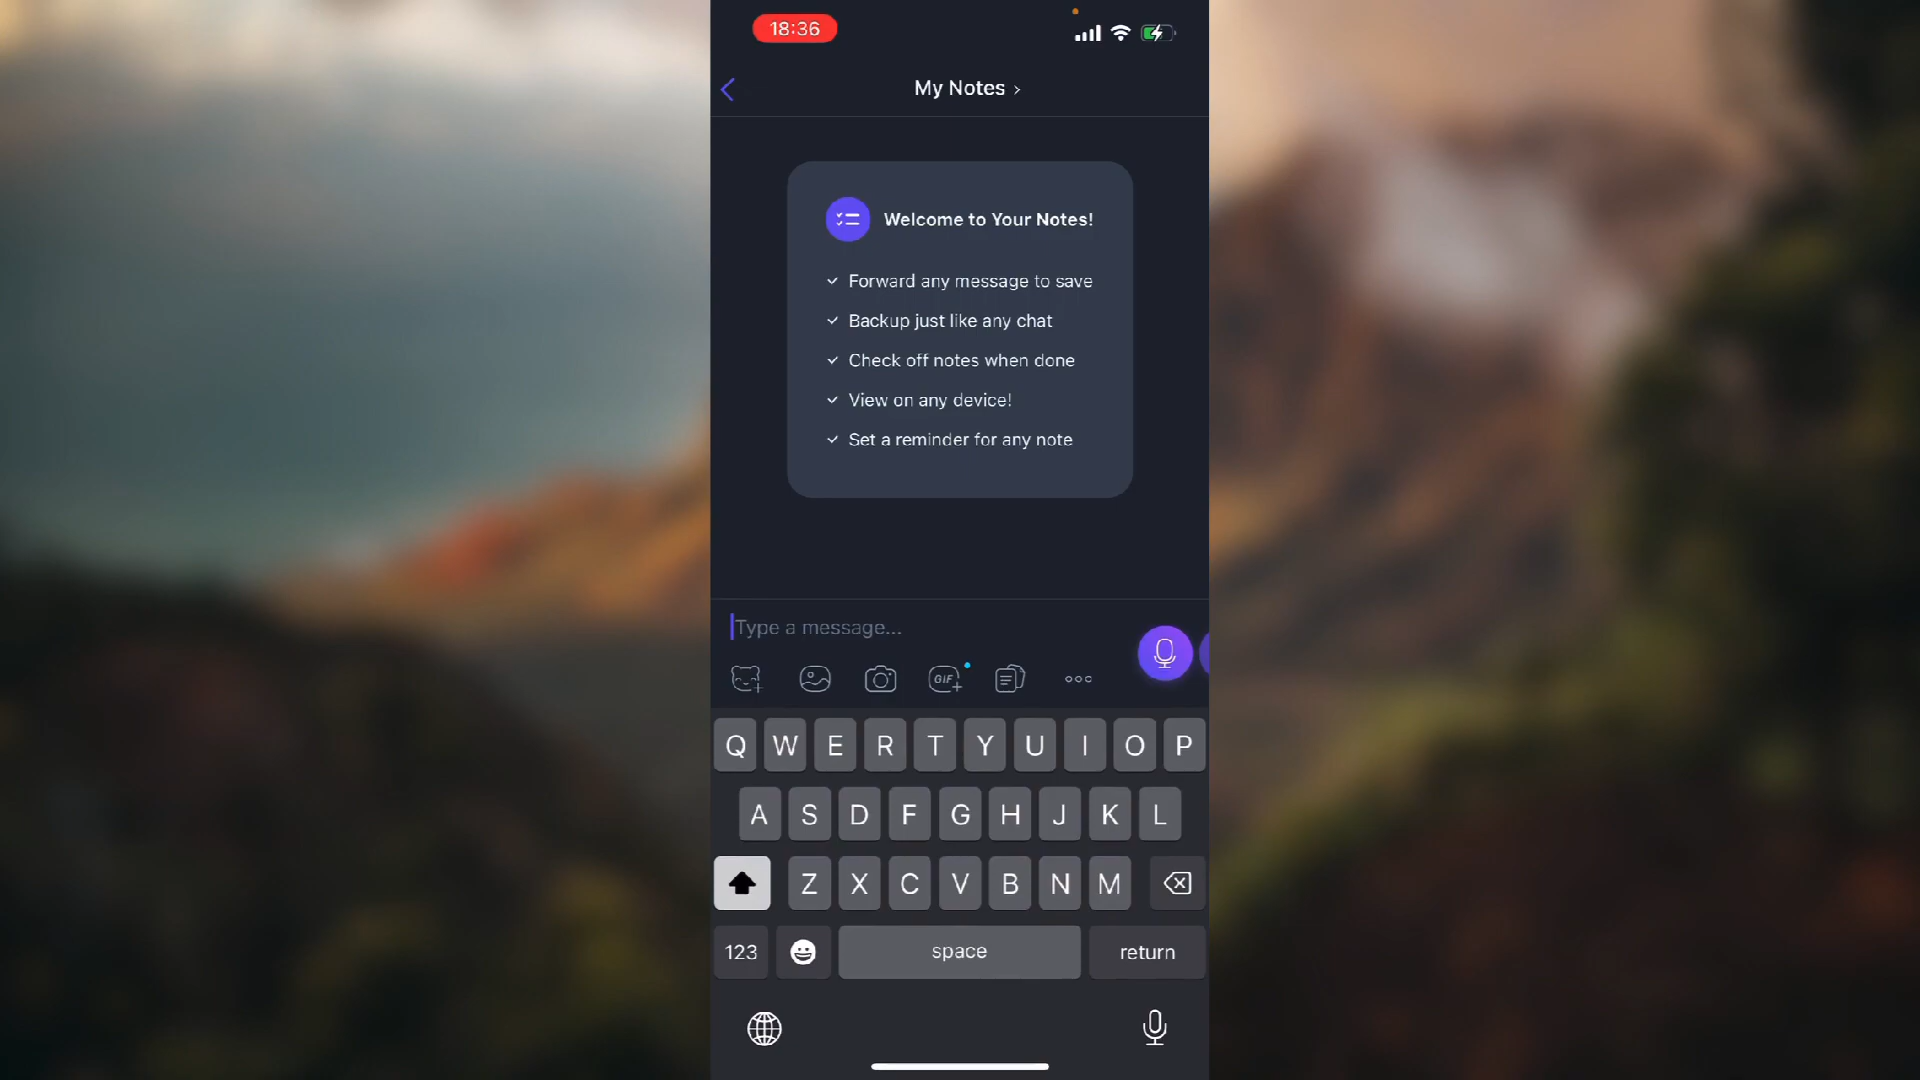 18:36
My Notes
Welcome to Your Notes!
Forward any message to save
Backup just like any chat
Check off notes when done
View on any device!
Set a reminder for any note
Type a message...
GIF
Q W E R T Y U I O P
A S D F G H J K L
Z X C V B N M
123 space return